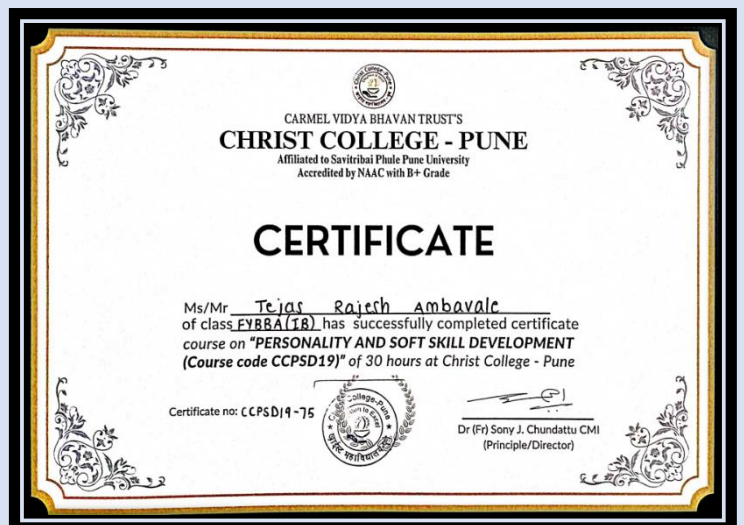 CARMEL VIDYA BHAVAN TRUST'S
CHRIST COLLEGE - PUNE
Affiliated to Savitribai Phule Pune University
Accredited by NAAC with B+ Grade
CERTIFICATE
Ms/Mr Tejas Rajesh Ambavale
of class FYBBA(IB) has successfully completed certificate
course on "PERSONALITY AND SOFT SKILL DEVELOPMENT
(Course code CCPSD19)" of 30 hours at Christ College - Pune
Certificate no: CCPSD19-75
Dr (Fr) Sony J. Chundattu CMI
(Principle/Director)